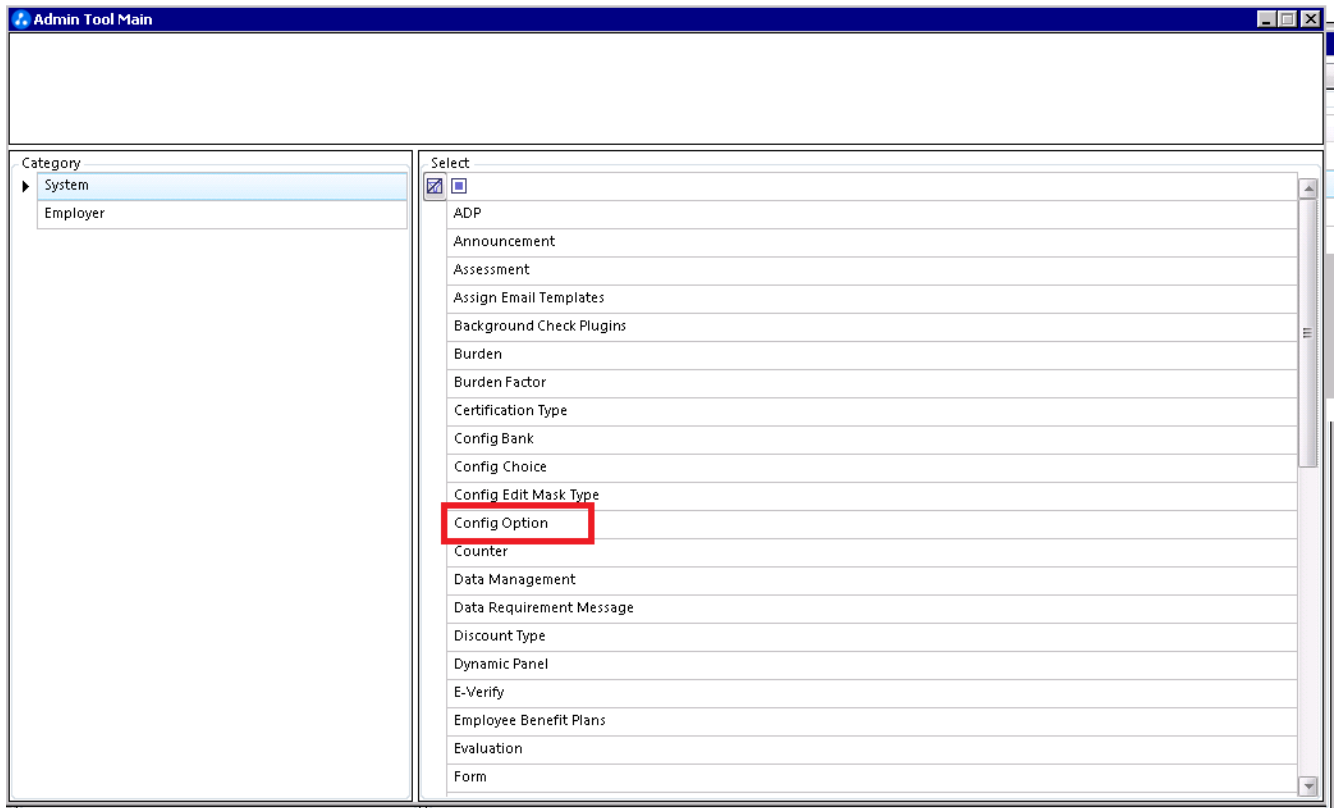 Admin Tool Main
Category
System
Employer
Select
ADP
Announcement
Assessment
Assign Email Templates
Background Check Plugins
Burden
Burden Factor
Certification Type
Config Bank
Config Choice
Config Edit Mask Type
Config Option
Counter
Data Management
Data Requirement Message
Discount Type
Dynamic Panel
E-Verify
Employee Benefit Plans
Evaluation
Form